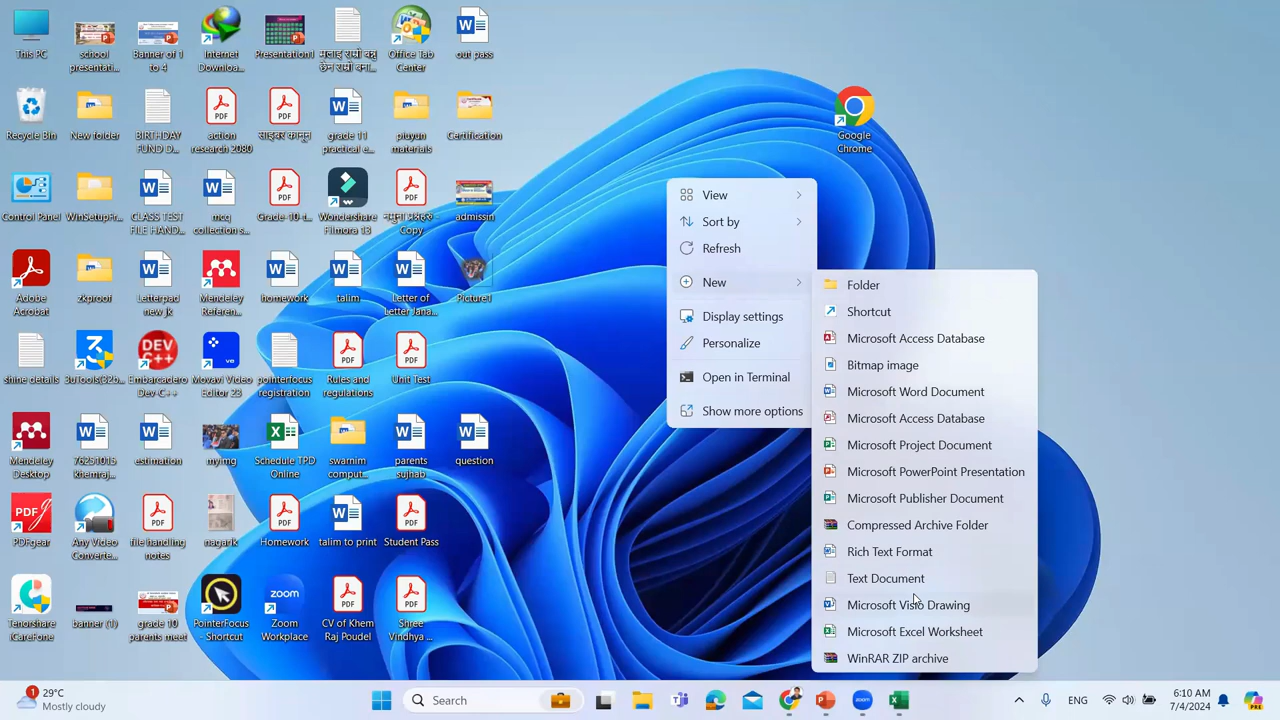 This PC
school
presentati...
Banner of 1
to 4
Internet
Downloa...
Presentation1
Office Tab
Center
out pass
Recycle Bin
New folder
BIRTHDAY
FUND D...
action
research 2080
साइबर कानुन
grade 11
practical e...
piuyun
materials
Certification
Google
Chrome
Control Panel
WinSetupFr...
CLASS TEST
FILE HAND...
mcq
collection s...
Grade-10-t...
Wondershare
Filmora 13
Copy
admissin
Adobe
Acrobat
zkproof
Letterpad
new jk
Mendeley
Referen...
homework
talim
Letter of
Letter Jana...
Picture1
shine details
3uTools(32b...
Embarcadero
Dev-C++
Movavi Video
Editor 23
pointerfocus
registration
Rules and
regulations
Unit Test
Mendeley
Desktop
76251015
khemraj...
estimation
myimg
Schedule TPD
Online
swarnim
comput...
parents
sujhab
question
PDFgear
Any Video
Converte...
file handling
notes
nagarik
Homework
talim to print
Student Pass
Tenorshare
iCareFone
banner (1)
grade 10
parents meet
PointerFocus
- Shortcut
Zoom
Workplace
CV of Khem
Raj Poudel
Shree
Vindhya ...
View
Sort by
Refresh
New
Display settings
Personalize
Open in Terminal
Show more options
Folder
Shortcut
Microsoft Access Database
Bitmap image
Microsoft Word Document
Microsoft Access Database
Microsoft Project Document
Microsoft PowerPoint Presentation
Microsoft Publisher Document
Compressed Archive Folder
Rich Text Format
Text Document
Microsoft Visio Drawing
Microsoft Excel Worksheet
WinRAR ZIP archive
1
29°C
Mostly cloudy
Search
ENG
6:10 AM
7/4/2024